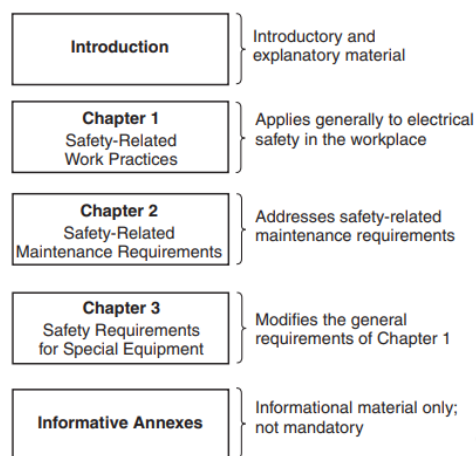 Introduction
Introductory and
explanatory material
Chapter 1
Safety-Related
Work Practices
Applies generally to electrical
safety in the workplace
Chapter 2
Safety-Related
Maintenance Requirements
Addresses safety-related
maintenance requirements
Chapter 3
Safety Requirements
for Special Equipment
Modifies the general
requirements of Chapter 1
Informative Annexes
Informational material only;
not mandatory